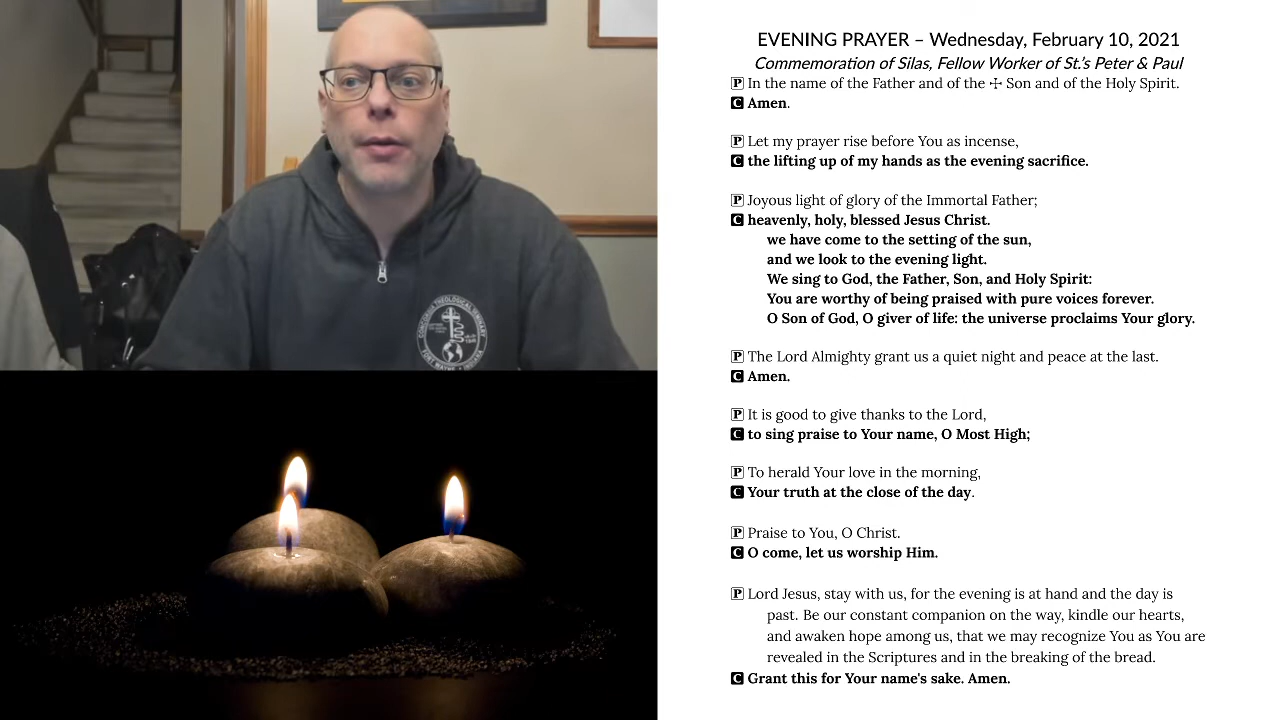 EVENING PRAYER – Wednesday, February 10, 2021
Commemoration of Silas, Fellow Worker of St.'s Peter & Paul
P In the name of the Father and of the ☩ Son and of the Holy Spirit.
C Amen.
P Let my prayer rise before You as incense,
C the lifting up of my hands as the evening sacrifice.
P Joyous light of glory of the Immortal Father;
C heavenly, holy, blessed Jesus Christ.
we have come to the setting of the sun,
and we look to the evening light.
We sing to God, the Father, Son, and Holy Spirit:
You are worthy of being praised with pure voices forever.
O Son of God, O giver of life: the universe proclaims Your glory.
P The Lord Almighty grant us a quiet night and peace at the last.
C Amen.
P It is good to give thanks to the Lord,
C to sing praise to Your name, O Most High;
P To herald Your love in the morning,
C Your truth at the close of the day.
P Praise to You, O Christ.
C O come, let us worship Him.
P Lord Jesus, stay with us, for the evening is at hand and the day is
past. Be our constant companion on the way, kindle our hearts,
and awaken hope among us, that we may recognize You as You are
revealed in the Scriptures and in the breaking of the bread.
C Grant this for Your name's sake. Amen.
CONCORDIA THEOLOGICAL SEMINARY
FORT WAYNE, INDIANA